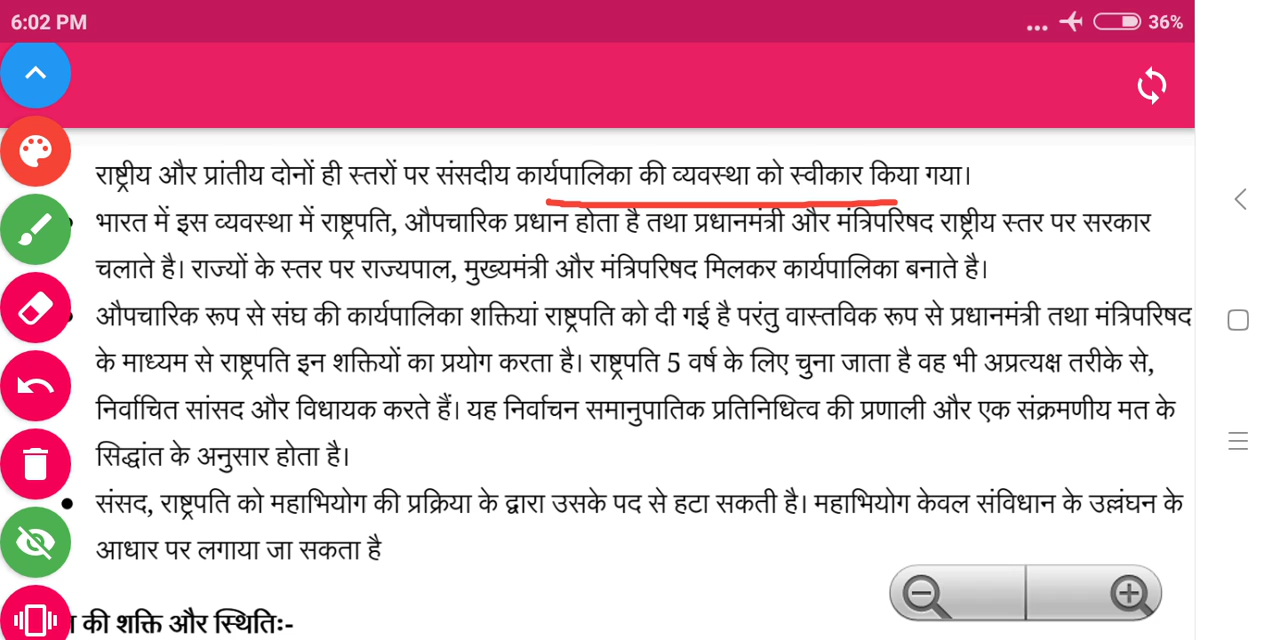 6:02 PM
36%
राष्ट्रीय और प्रांतीय दोनों ही स्तरों पर संसदीय कार्यपालिका की व्यवस्था को स्वीकार किया गया।
भारत में इस व्यवस्था में राष्ट्रपति, औपचारिक प्रधान होता है तथा प्रधानमंत्री और मंत्रिपरिषद राष्ट्रीय स्तर पर सरकार
चलाते है। राज्यों के स्तर पर राज्यपाल, मुख्यमंत्री और मंत्रिपरिषद मिलकर कार्यपालिका बनाते है।
औपचारिक रूप से संघ की कार्यपालिका शक्तियां राष्ट्रपति को दी गई है परंतु वास्तविक रूप से प्रधानमंत्री तथा मंत्रिपरिषद
के माध्यम से राष्ट्रपति इन शक्तियों का प्रयोग करता है। राष्ट्रपति 5 वर्ष के लिए चुना जाता है वह भी अप्रत्यक्ष तरीके से,
निर्वाचित सांसद और विधायक करते हैं। यह निर्वाचन समानुपातिक प्रतिनिधित्व की प्रणाली और एक संक्रमणीय मत के
सिद्धांत के अनुसार होता है।
संसद, राष्ट्रपति को महाभियोग की प्रक्रिया के द्वारा उसके पद से हटा सकती है। महाभियोग केवल संविधान के उल्लंघन के
आधार पर लगाया जा सकता है
की शक्ति और स्थितिः-